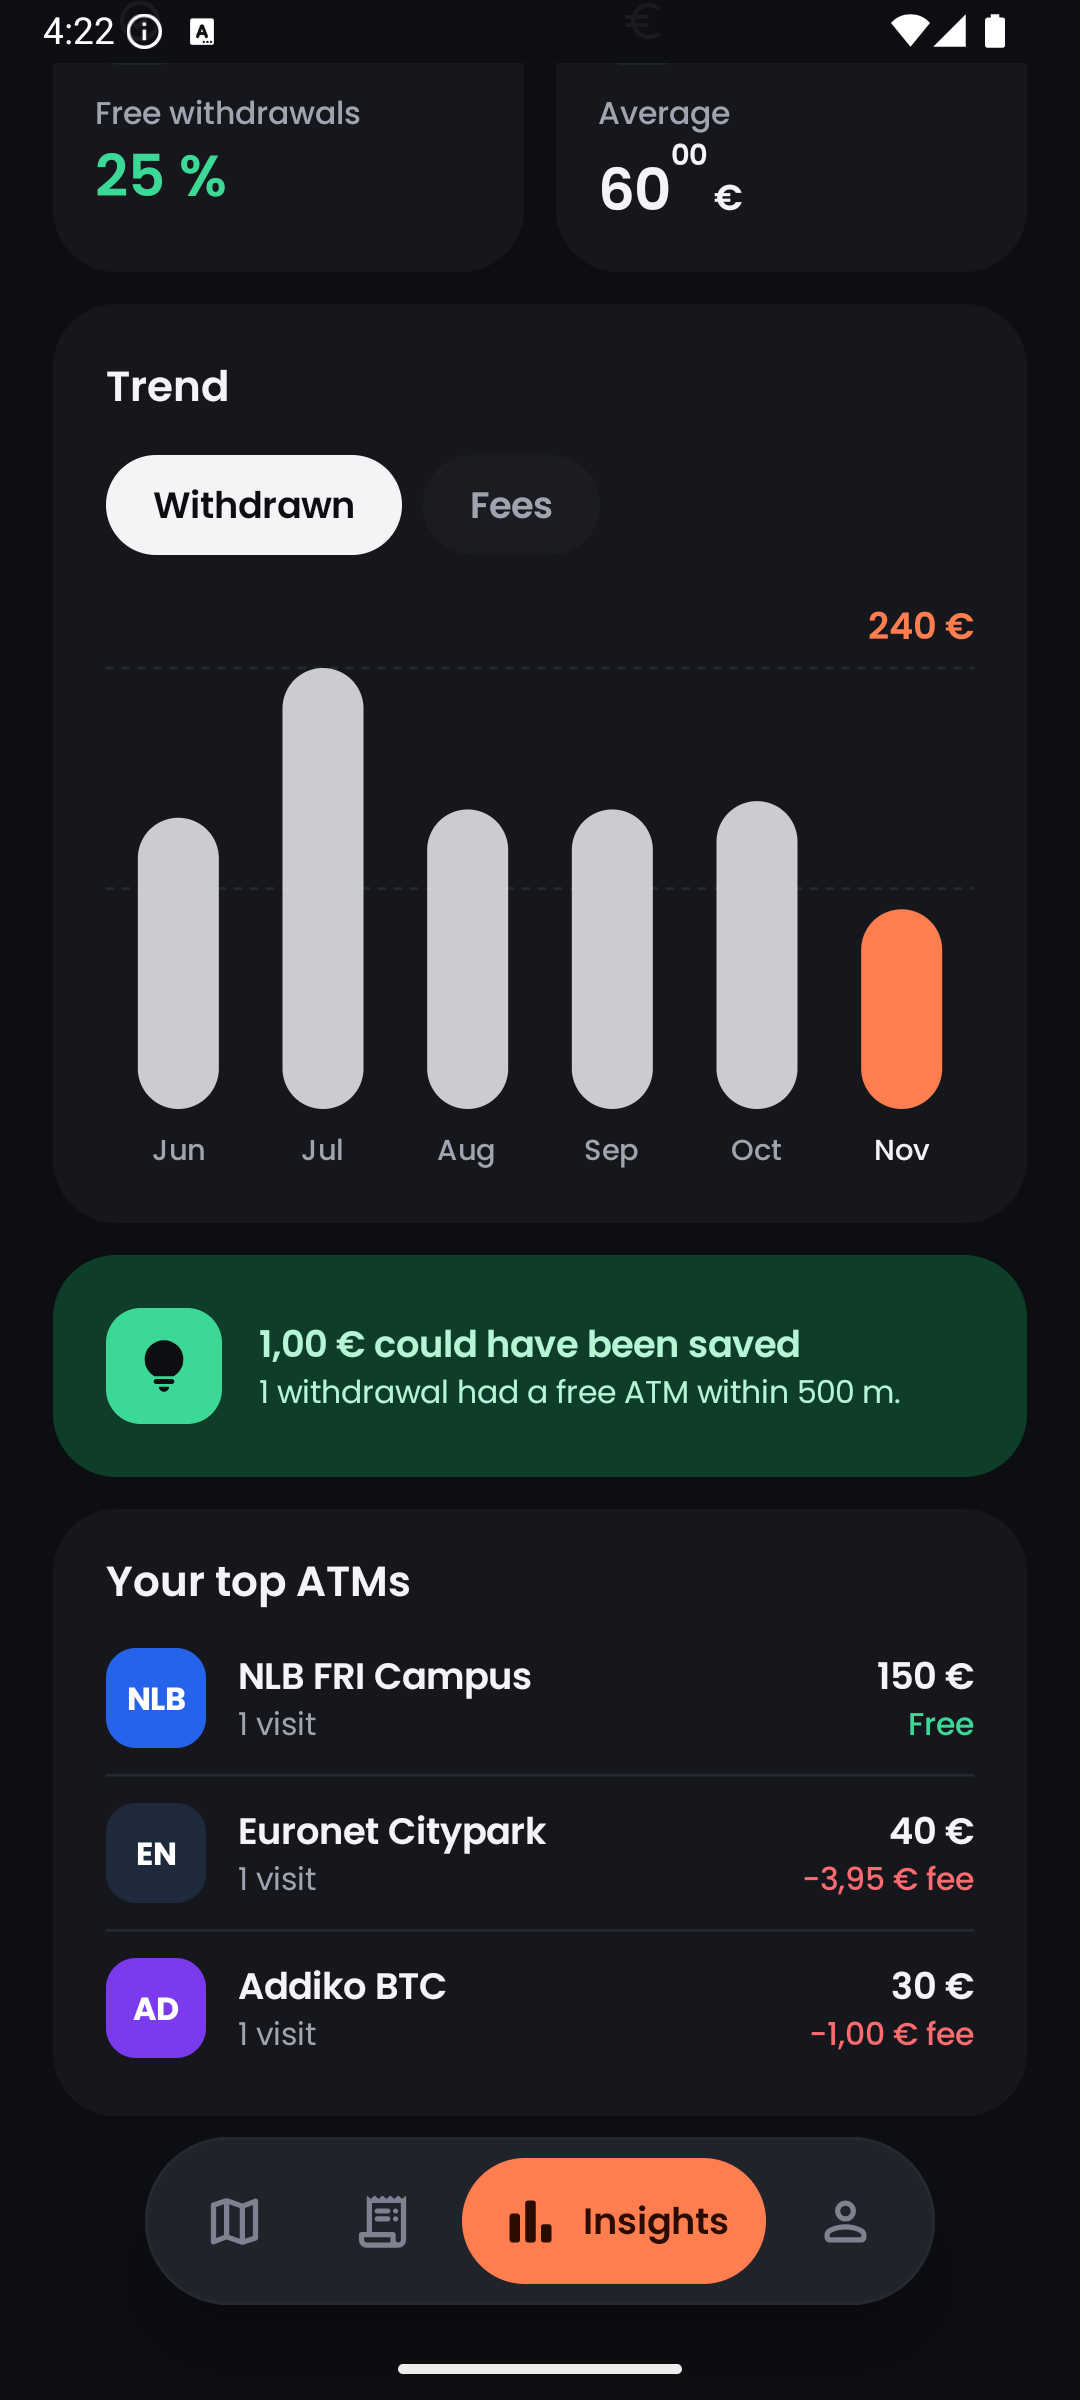 4:22
Free withdrawals
25 %
Average
60 00 €
Trend
Withdrawn
Fees
240 €
Jun Jul Aug Sep Oct Nov
1,00 € could have been saved
1 withdrawal had a free ATM within 500 m.
Your top ATMs
NLB
NLB FRI Campus
1 visit
150 €
Free
EN
Euronet Citypark
1 visit
40 €
−3,95 € fee
AD
Addiko BTC
1 visit
30 €
−1,00 € fee
Insights